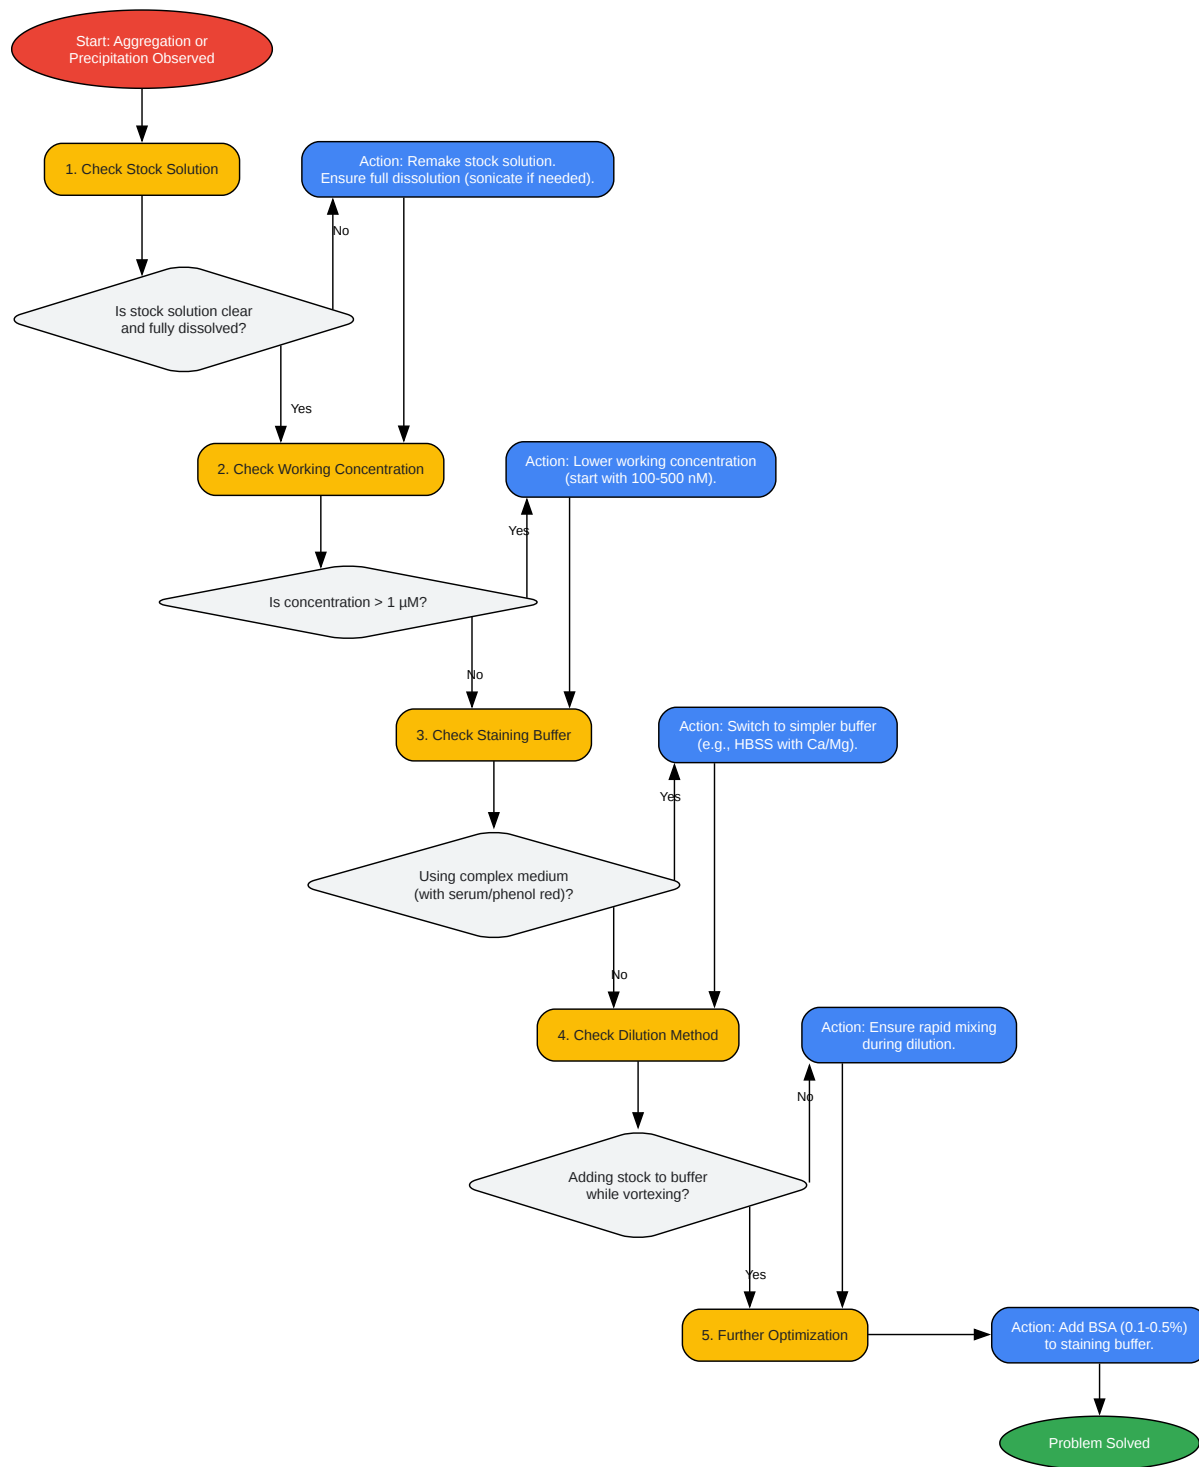 Start: Aggregation or
Precipitation Observed
1. Check Stock Solution
Action: Remake stock solution.
Ensure full dissolution (sonicate if needed).
No
Is stock solution clear
and fully dissolved?
Yes
2. Check Working Concentration
Action: Lower working concentration
(start with 100-500 nM).
Yes
Is concentration > 1 µM?
No
3. Check Staining Buffer
Action: Switch to simpler buffer
(e.g., HBSS with Ca/Mg).
Yes
Using complex medium
(with serum/phenol red)?
No
4. Check Dilution Method
Action: Ensure rapid mixing
during dilution.
No
Adding stock to buffer
while vortexing?
Yes
5. Further Optimization
Action: Add BSA (0.1-0.5%)
to staining buffer.
Problem Solved